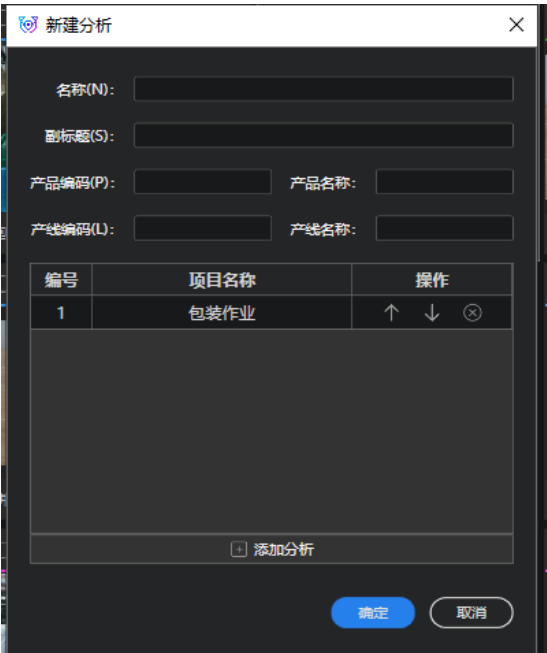 新建分析
名称(N):
副标题(S):
产品编码(P): 产品名称:
产线编码(L): 产线名称:
编号 项目名称 操作
1 包装作业
添加分析
确定 取消